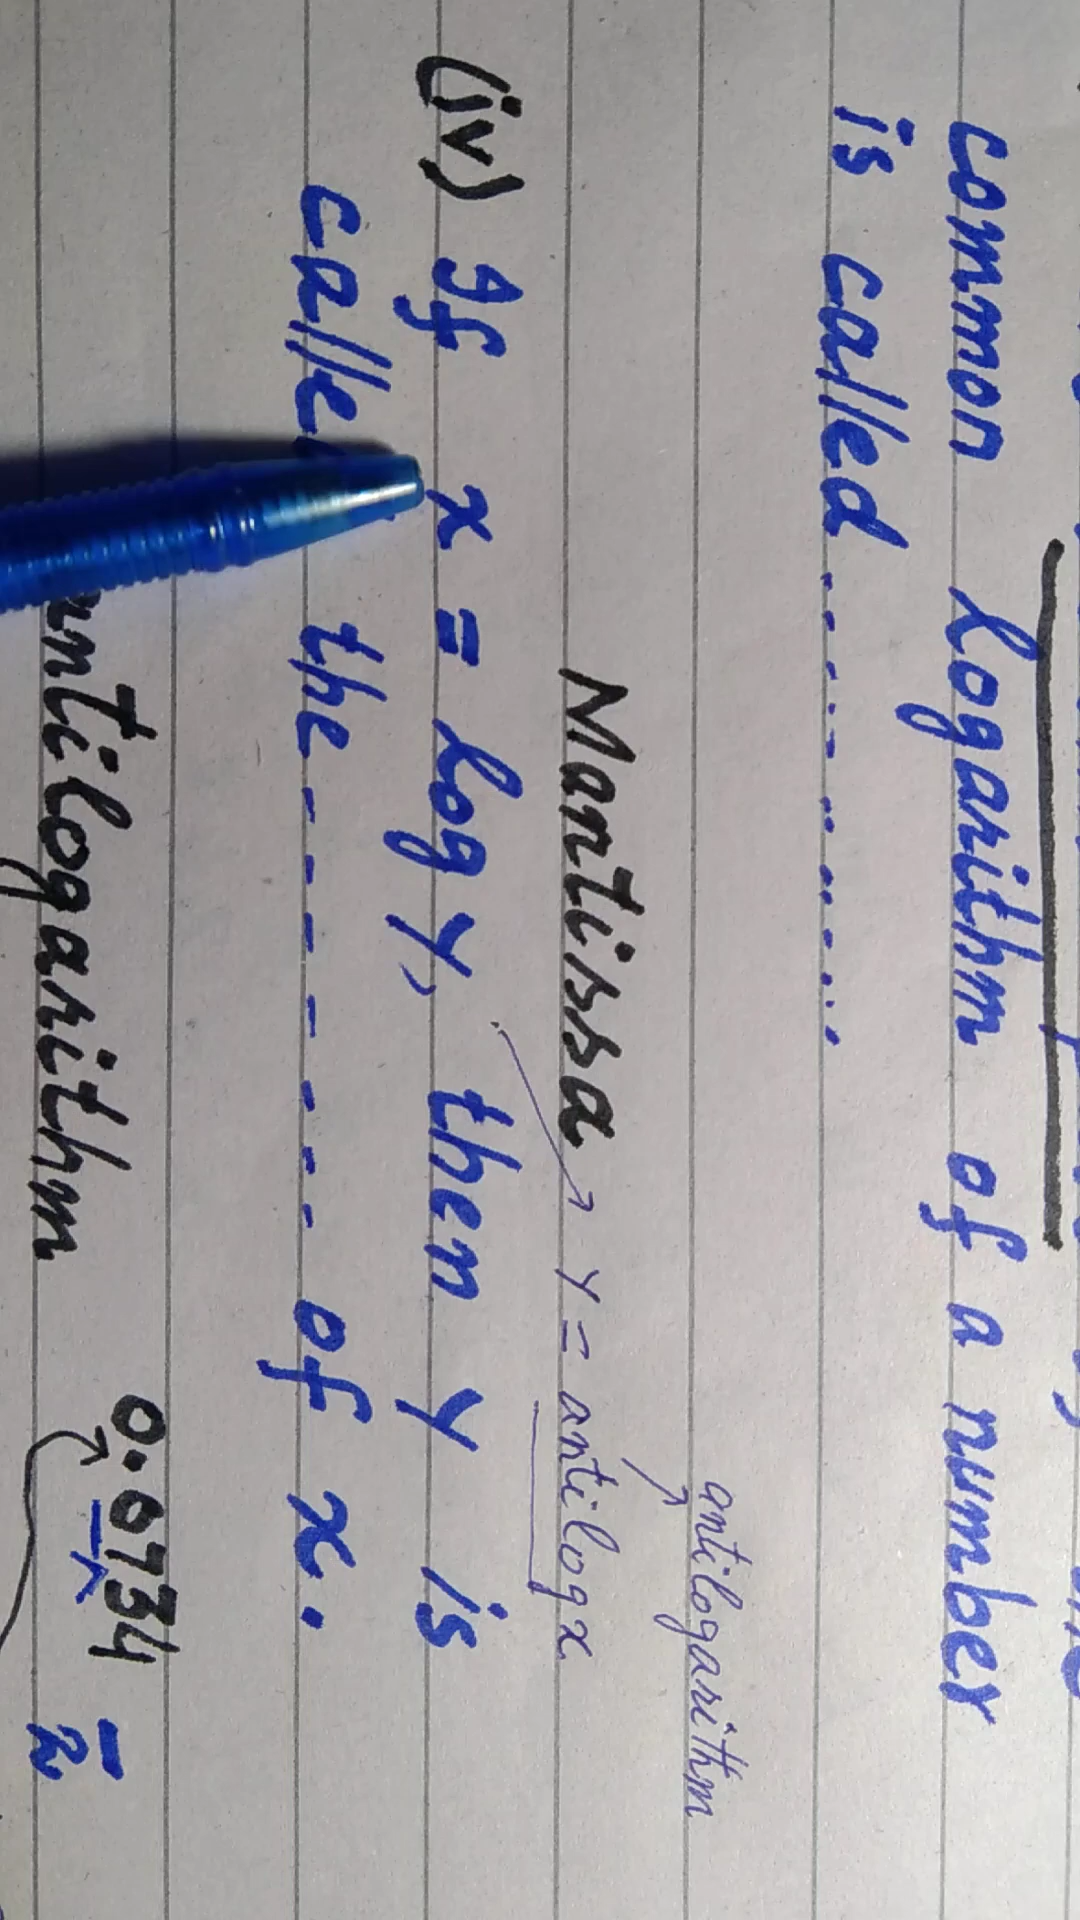 common logarithm of a number
is called ..............
antilogarithm
Mantissa y = antilog x
(iv) If x = log y, then y is
the ------- of x.
0.0734
antilogarithm 2̅